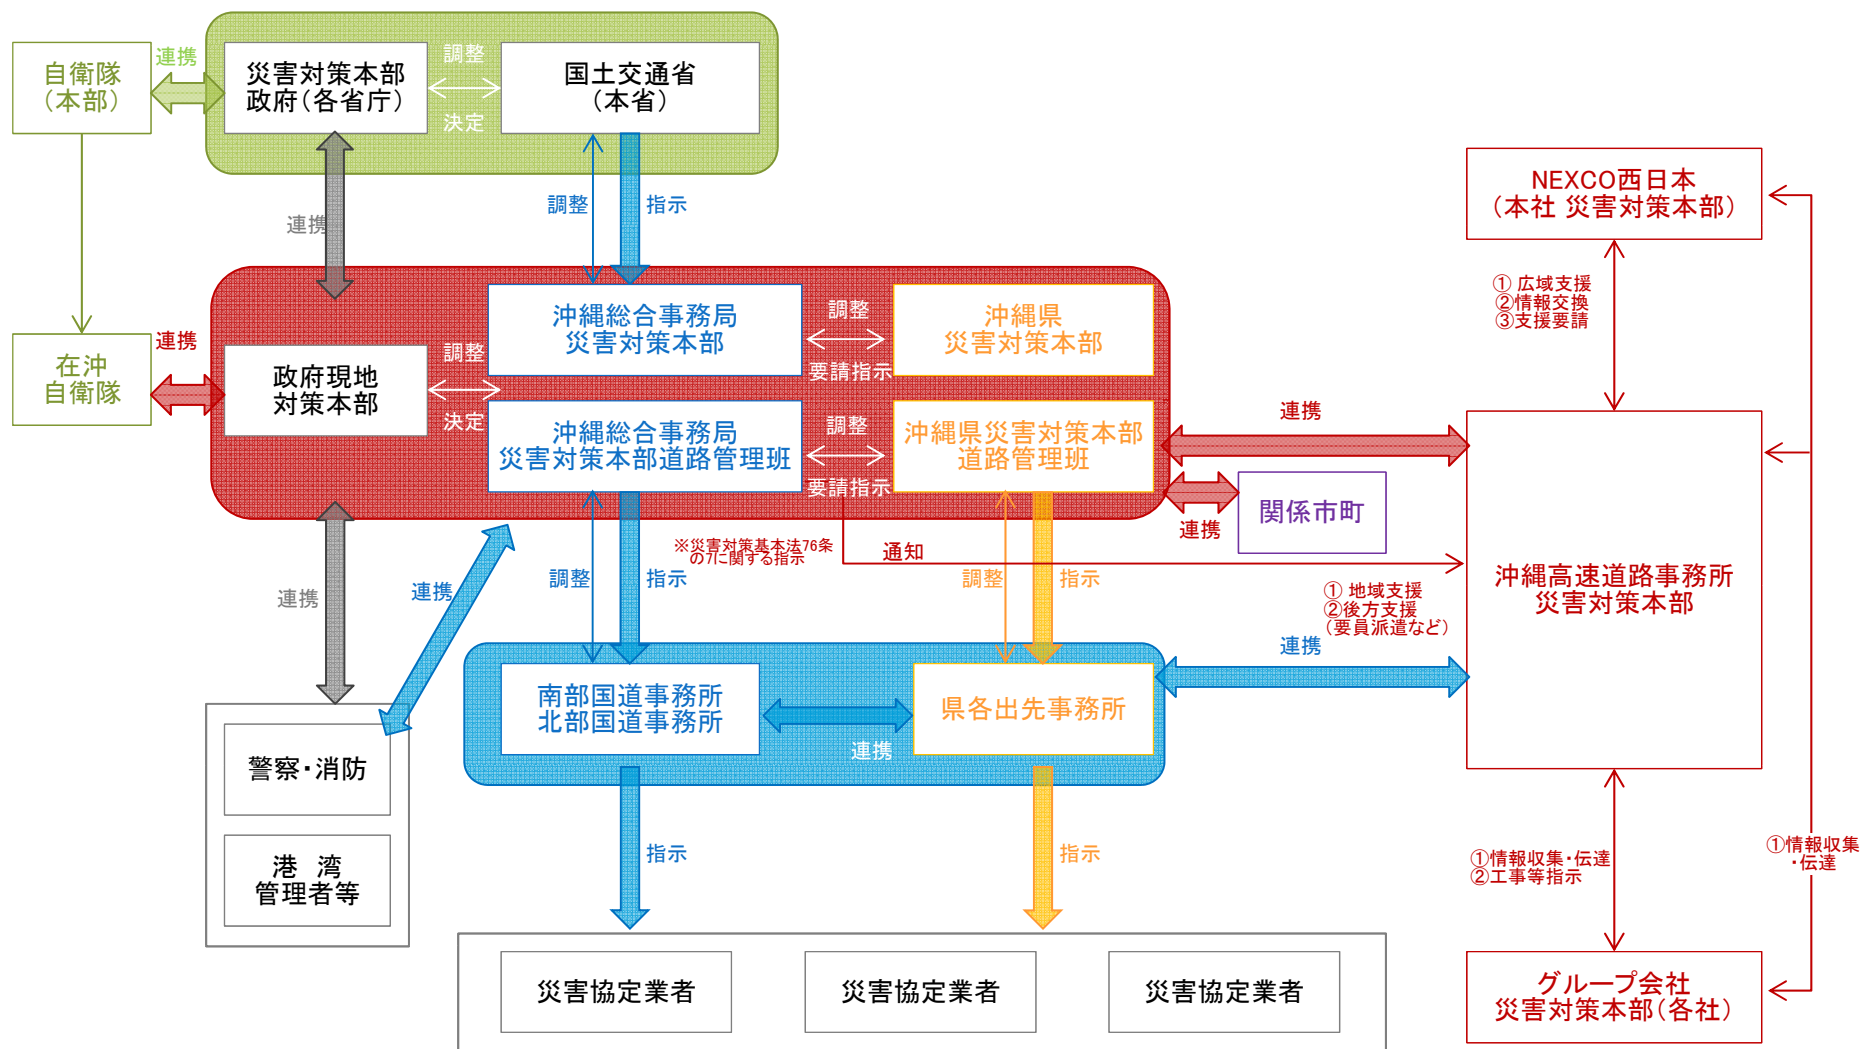 自衛隊
（本部）
連携
災害対策本部
政府（各省庁）
調整
決定
国土交通省
（本省）
連携
調整
指示
NEXCO西日本
（本社 災害対策本部）
① 広域支援
②情報交換
③支援要請
在沖
自衛隊
連携
政府現地
対策本部
調整
決定
沖縄総合事務局
災害対策本部
調整
要請指示
沖縄県
災害対策本部
沖縄総合事務局
災害対策本部道路管理班
調整
要請指示
沖縄県災害対策本部
道路管理班
連携
連携
関係市町
※災害対策基本法76条
の7に関する指示
通知
連携
連携
調整
指示
調整
指示
① 地域支援
②後方支援
（要員派遣など）
連携
沖縄高速道路事務所
災害対策本部
南部国道事務所
北部国道事務所
連携
県各出先事務所
警察・消防
港　湾
管理者等
指示
指示
①情報収集・伝達
②工事等指示
①情報収集
・伝達
災害協定業者
災害協定業者
災害協定業者
グループ会社
災害対策本部（各社）